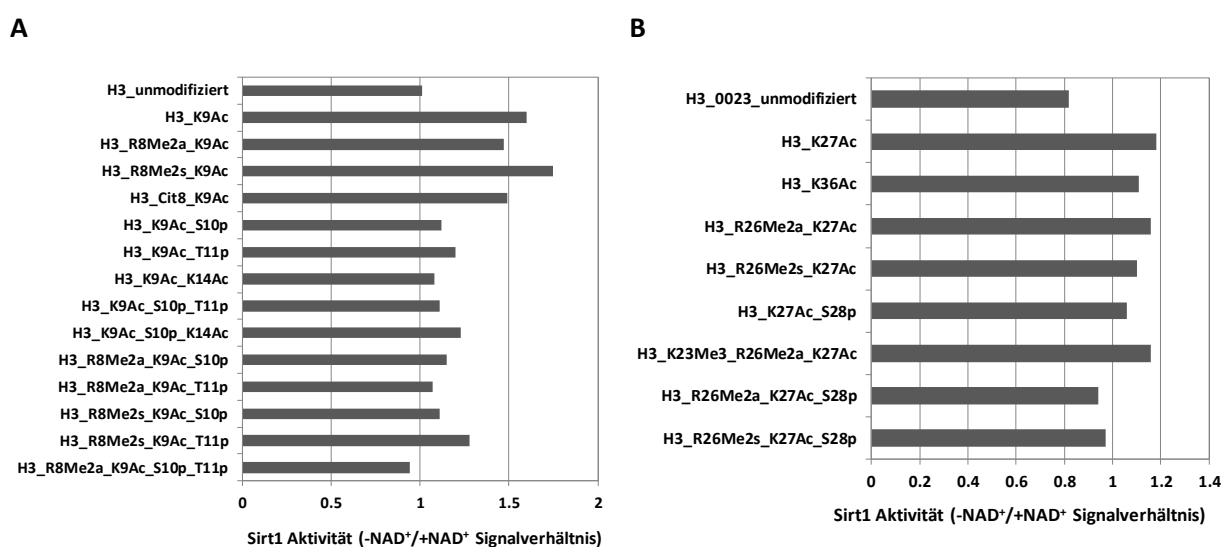 A
H3_unmodifiziert
H3_K9Ac
H3_R8Me2a_K9Ac
H3_R8Me2s_K9Ac
H3_Cit8_K9Ac
H3_K9Ac_S10p
H3_K9Ac_T11p
H3_K9Ac_K14Ac
H3_K9Ac_S10p_T11p
H3_K9Ac_S10p_K14Ac
H3_R8Me2a_K9Ac_S10p
H3_R8Me2a_K9Ac_T11p
H3_R8Me2s_K9Ac_S10p
H3_R8Me2s_K9Ac_T11p
H3_R8Me2a_K9Ac_S10p_T11p
0 0.5 1 1.5 2
Sirt1 Aktivität (-NAD⁺/+NAD⁺ Signalverhältnis)
B
H3_0023_unmodifiziert
H3_K27Ac
H3_K36Ac
H3_R26Me2a_K27Ac
H3_R26Me2s_K27Ac
H3_K27Ac_S28p
H3_K23Me3_R26Me2a_K27Ac
H3_R26Me2a_K27Ac_S28p
H3_R26Me2s_K27Ac_S28p
0 0.2 0.4 0.6 0.8 1 1.2 1.4
Sirt1 Aktivität (-NAD⁺/+NAD⁺ Signalverhältnis)